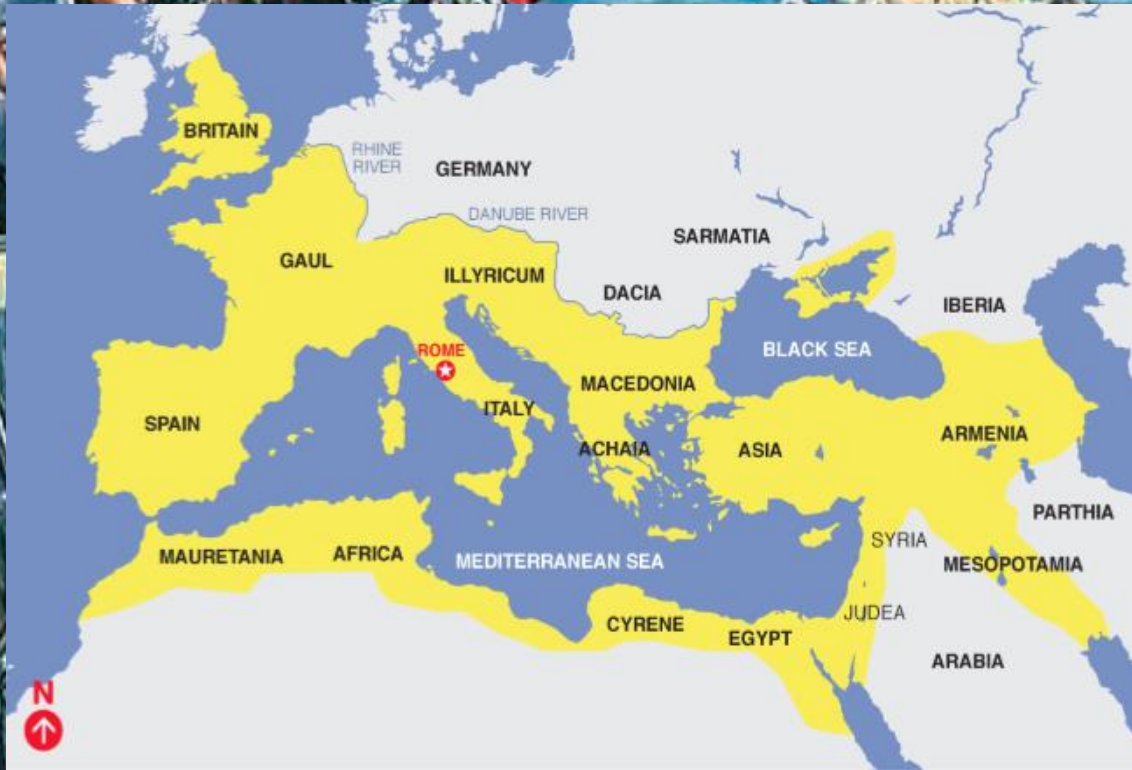 BRITAIN
RHINE
RIVER
GERMANY
DANUBE RIVER
SARMATIA
GAUL
ILLYRICUM
DACIA
IBERIA
ROME
BLACK SEA
MACEDONIA
ITALY
SPAIN
ACHAIA
ASIA
ARMENIA
PARTHIA
SYRIA
MAURETANIA
AFRICA
MEDITERRANEAN SEA
MESOPOTAMIA
JUDEA
CYRENE
EGYPT
ARABIA
N